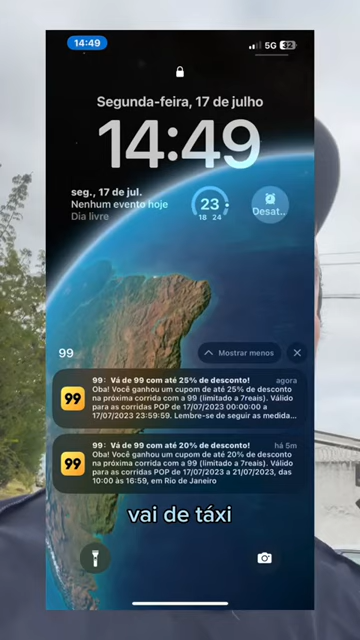 14:49
5G 32
Segunda-feira, 17 de julho
14:49
seg., 17 de jul.
Nenhum evento hoje
Dia livre
23
18 24
Desat..
99
Mostrar menos
99
99: Vá de 99 com até 25% de desconto! agora
Oba! Você ganhou um cupom de até 25% de desconto
na próxima corrida com a 99 (limitado a 7reais). Válido
para as corridas POP de 17/07/2023 00:00:00 a
17/07/2023 23:59:59. Lembre-se de seguir as medida...
99
99: Vá de 99 com até 20% de desconto! há 5m
Oba! Você ganhou um cupom de até 20% de desconto
na próxima corrida com a 99 (limitado a 7reais). Válido
para corridas POP de 17/07/2023 a 21/07/2023, das
10:00 às 16:59, em Rio de Janeiro
vai de táxi